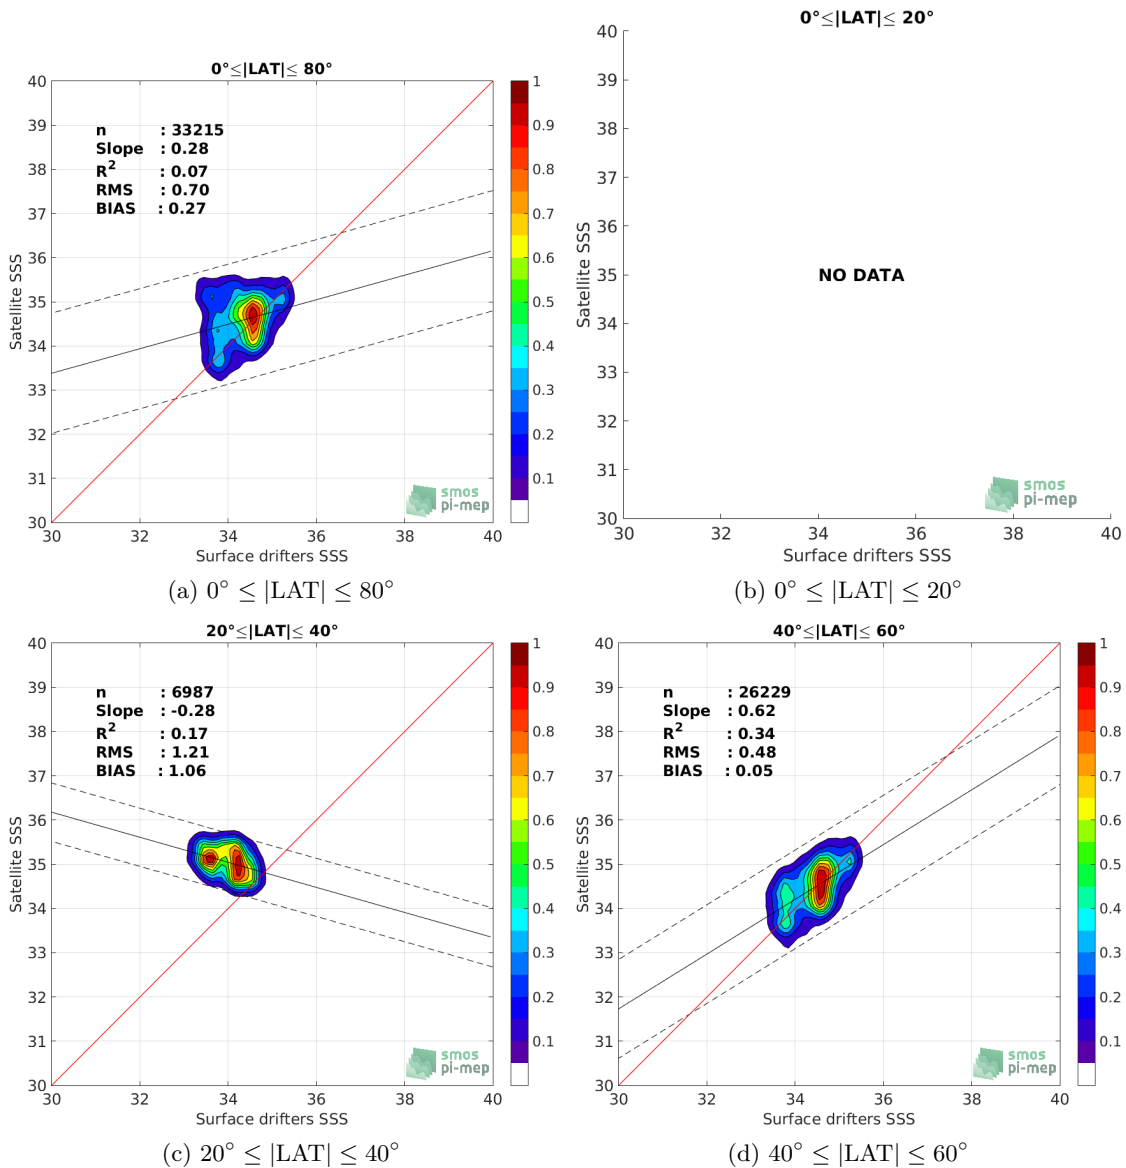 0°≤|LAT|≤ 80°
n : 33215
Slope : 0.28
R² : 0.07
RMS : 0.70
BIAS : 0.27
Satellite SSS
40
39
38
37
36
35
34
33
32
31
30
30 32 34 36 38 40
Surface drifters SSS
1
0.9
0.8
0.7
0.6
0.5
0.4
0.3
0.2
0.1
smos
pi-mep
(a) 0° ≤ |LAT| ≤ 80°
0°≤|LAT|≤ 20°
Satellite SSS
40
39
38
37
36
35
34
33
32
31
30
NO DATA
smos
pi-mep
30 32 34 36 38 40
Surface drifters SSS
(b) 0° ≤ |LAT| ≤ 20°
20°≤|LAT|≤ 40°
n : 6987
Slope : -0.28
R² : 0.17
RMS : 1.21
BIAS : 1.06
Satellite SSS
40
39
38
37
36
35
34
33
32
31
30
30 32 34 36 38 40
Surface drifters SSS
1
0.9
0.8
0.7
0.6
0.5
0.4
0.3
0.2
0.1
smos
pi-mep
(c) 20° ≤ |LAT| ≤ 40°
40°≤|LAT|≤ 60°
n : 26229
Slope : 0.62
R² : 0.34
RMS : 0.48
BIAS : 0.05
Satellite SSS
40
39
38
37
36
35
34
33
32
31
30
30 32 34 36 38 40
Surface drifters SSS
1
0.9
0.8
0.7
0.6
0.5
0.4
0.3
0.2
0.1
smos
pi-mep
(d) 40° ≤ |LAT| ≤ 60°